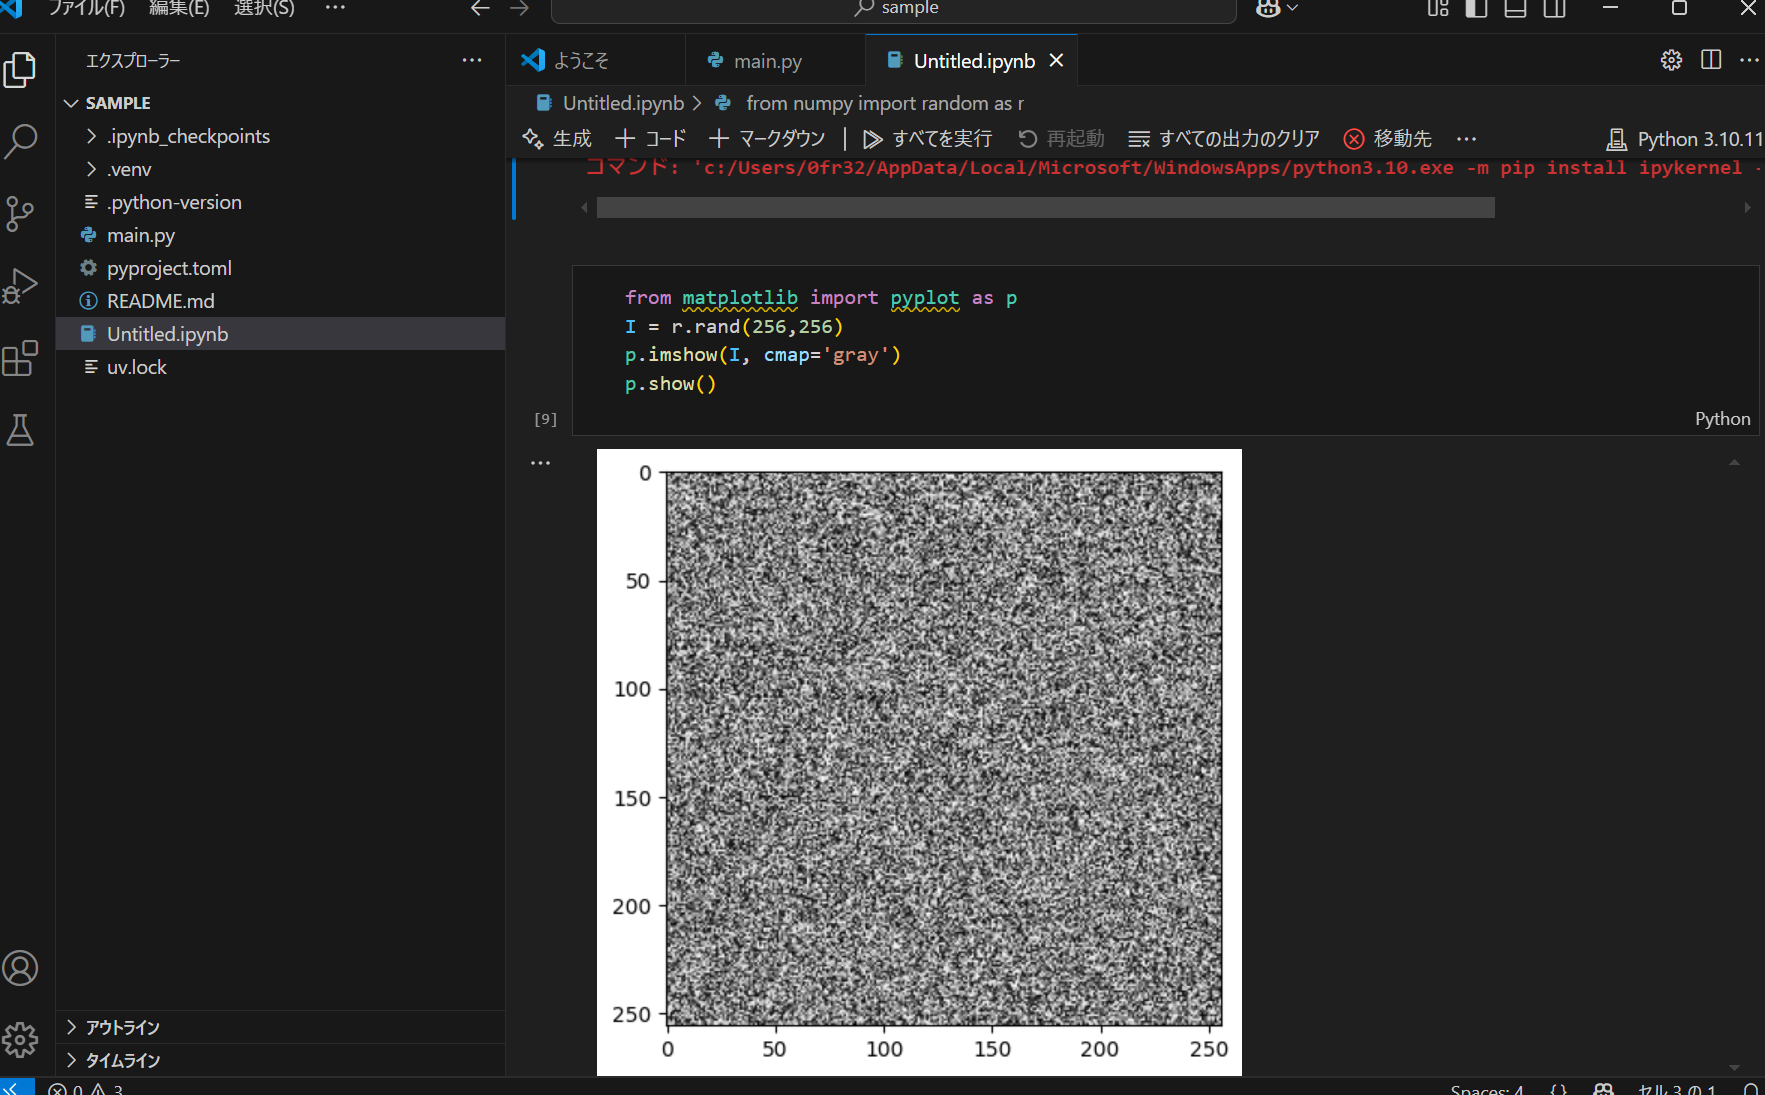 ファイル(F) 編集(E) 選択(S) ··· sample
エクスプローラー ···
ようこそ main.py Untitled.ipynb
SAMPLE
.ipynb_checkpoints
.venv
.python-version
main.py
pyproject.toml
README.md
Untitled.ipynb
uv.lock
アウトライン
タイムライン
Untitled.ipynb > from numpy import random as r
生成 + コード + マークダウン | すべてを実行 再起動 すべての出力のクリア 移動先 ··· Python 3.10.11
コマンド: 'c:/Users/0fr32/AppData/Local/Microsoft/WindowsApps/python3.10.exe -m pip install ipykernel -
from matplotlib import pyplot as p
I = r.rand(256,256)
p.imshow(I, cmap='gray')
p.show()
[9]
Python
0
50
100
150
200
250
0 50 100 150 200 250
0 3 Spaces: 4 {} セル 3 の 1